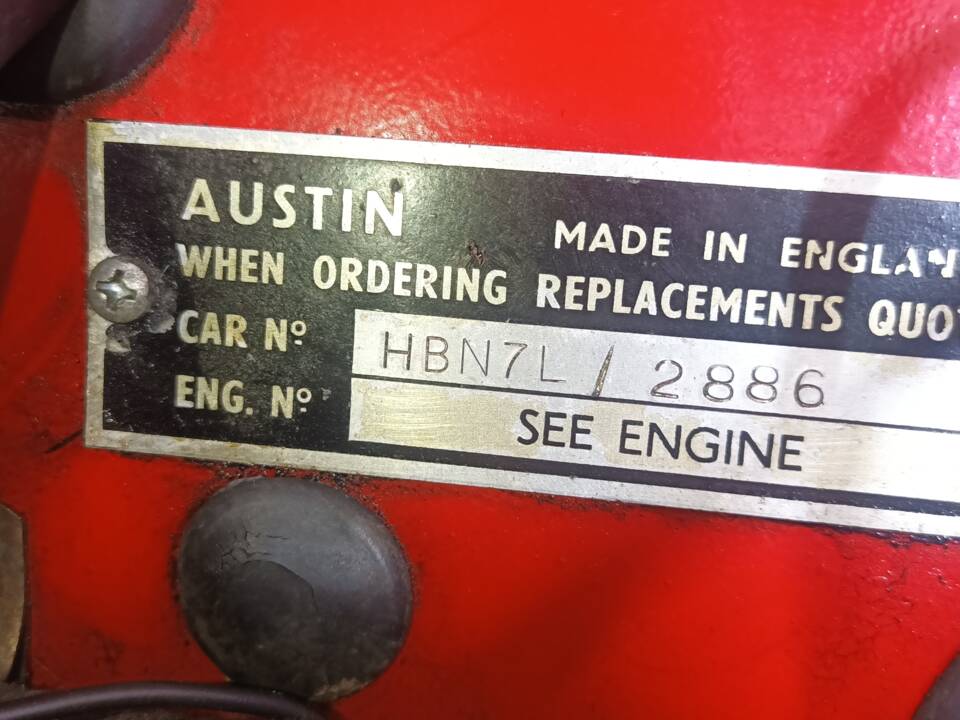 AUSTIN
MADE IN ENGLAN
WHEN ORDERING REPLACEMENTS QUO
CAR Nº HBN7L / 2886
ENG. Nº SEE ENGINE